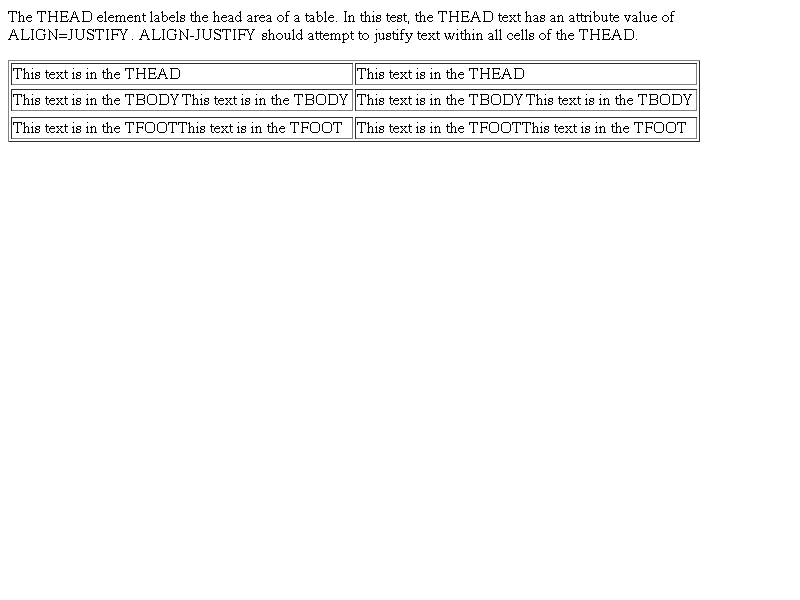 The THEAD element labels the head area of a table. In this test, the THEAD text has an attribute value of
ALIGN=JUSTIFY. ALIGN-JUSTIFY should attempt to justify text within all cells of the THEAD.
This text is in the THEAD This text is in the THEAD
This text is in the TBODY This text is in the TBODY This text is in the TBODY This text is in the TBODY
This text is in the TFOOTThis text is in the TFOOT This text is in the TFOOTThis text is in the TFOOT